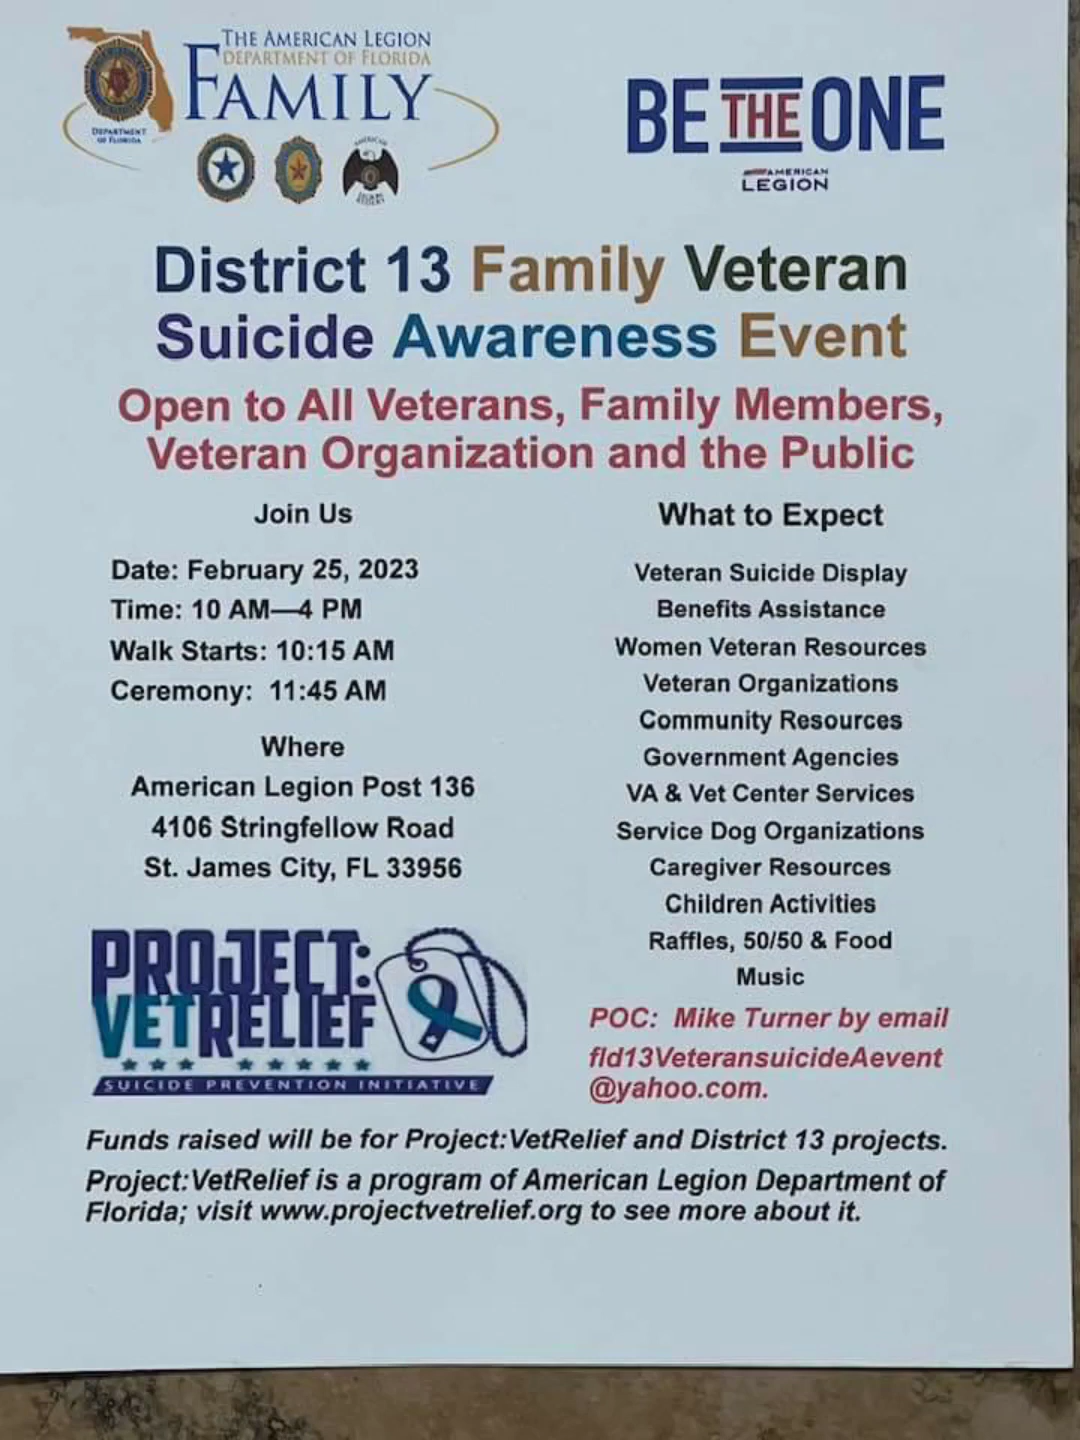 THE AMERICAN LEGION
DEPARTMENT OF FLORIDA
FAMILY
DEPARTMENT
OF FLORIDA
AMERICAN
BE THE ONE
AMERICAN
LEGION
District 13 Family Veteran
Suicide Awareness Event
Open to All Veterans, Family Members,
Veteran Organization and the Public
Join Us
Date: February 25, 2023
Time: 10 AM—4 PM
Walk Starts: 10:15 AM
Ceremony: 11:45 AM
Where
American Legion Post 136
4106 Stringfellow Road
St. James City, FL 33956
What to Expect
Veteran Suicide Display
Benefits Assistance
Women Veteran Resources
Veteran Organizations
Community Resources
Government Agencies
VA & Vet Center Services
Service Dog Organizations
Caregiver Resources
Children Activities
Raffles, 50/50 & Food
Music
POC: Mike Turner by email
fld13VeteransuicideAevent
@yahoo.com.
PROJECT:
VETRELIEF
SUICIDE PREVENTION INITIATIVE
Funds raised will be for Project:VetRelief and District 13 projects.
Project:VetRelief is a program of American Legion Department of
Florida; visit www.projectvetrelief.org to see more about it.